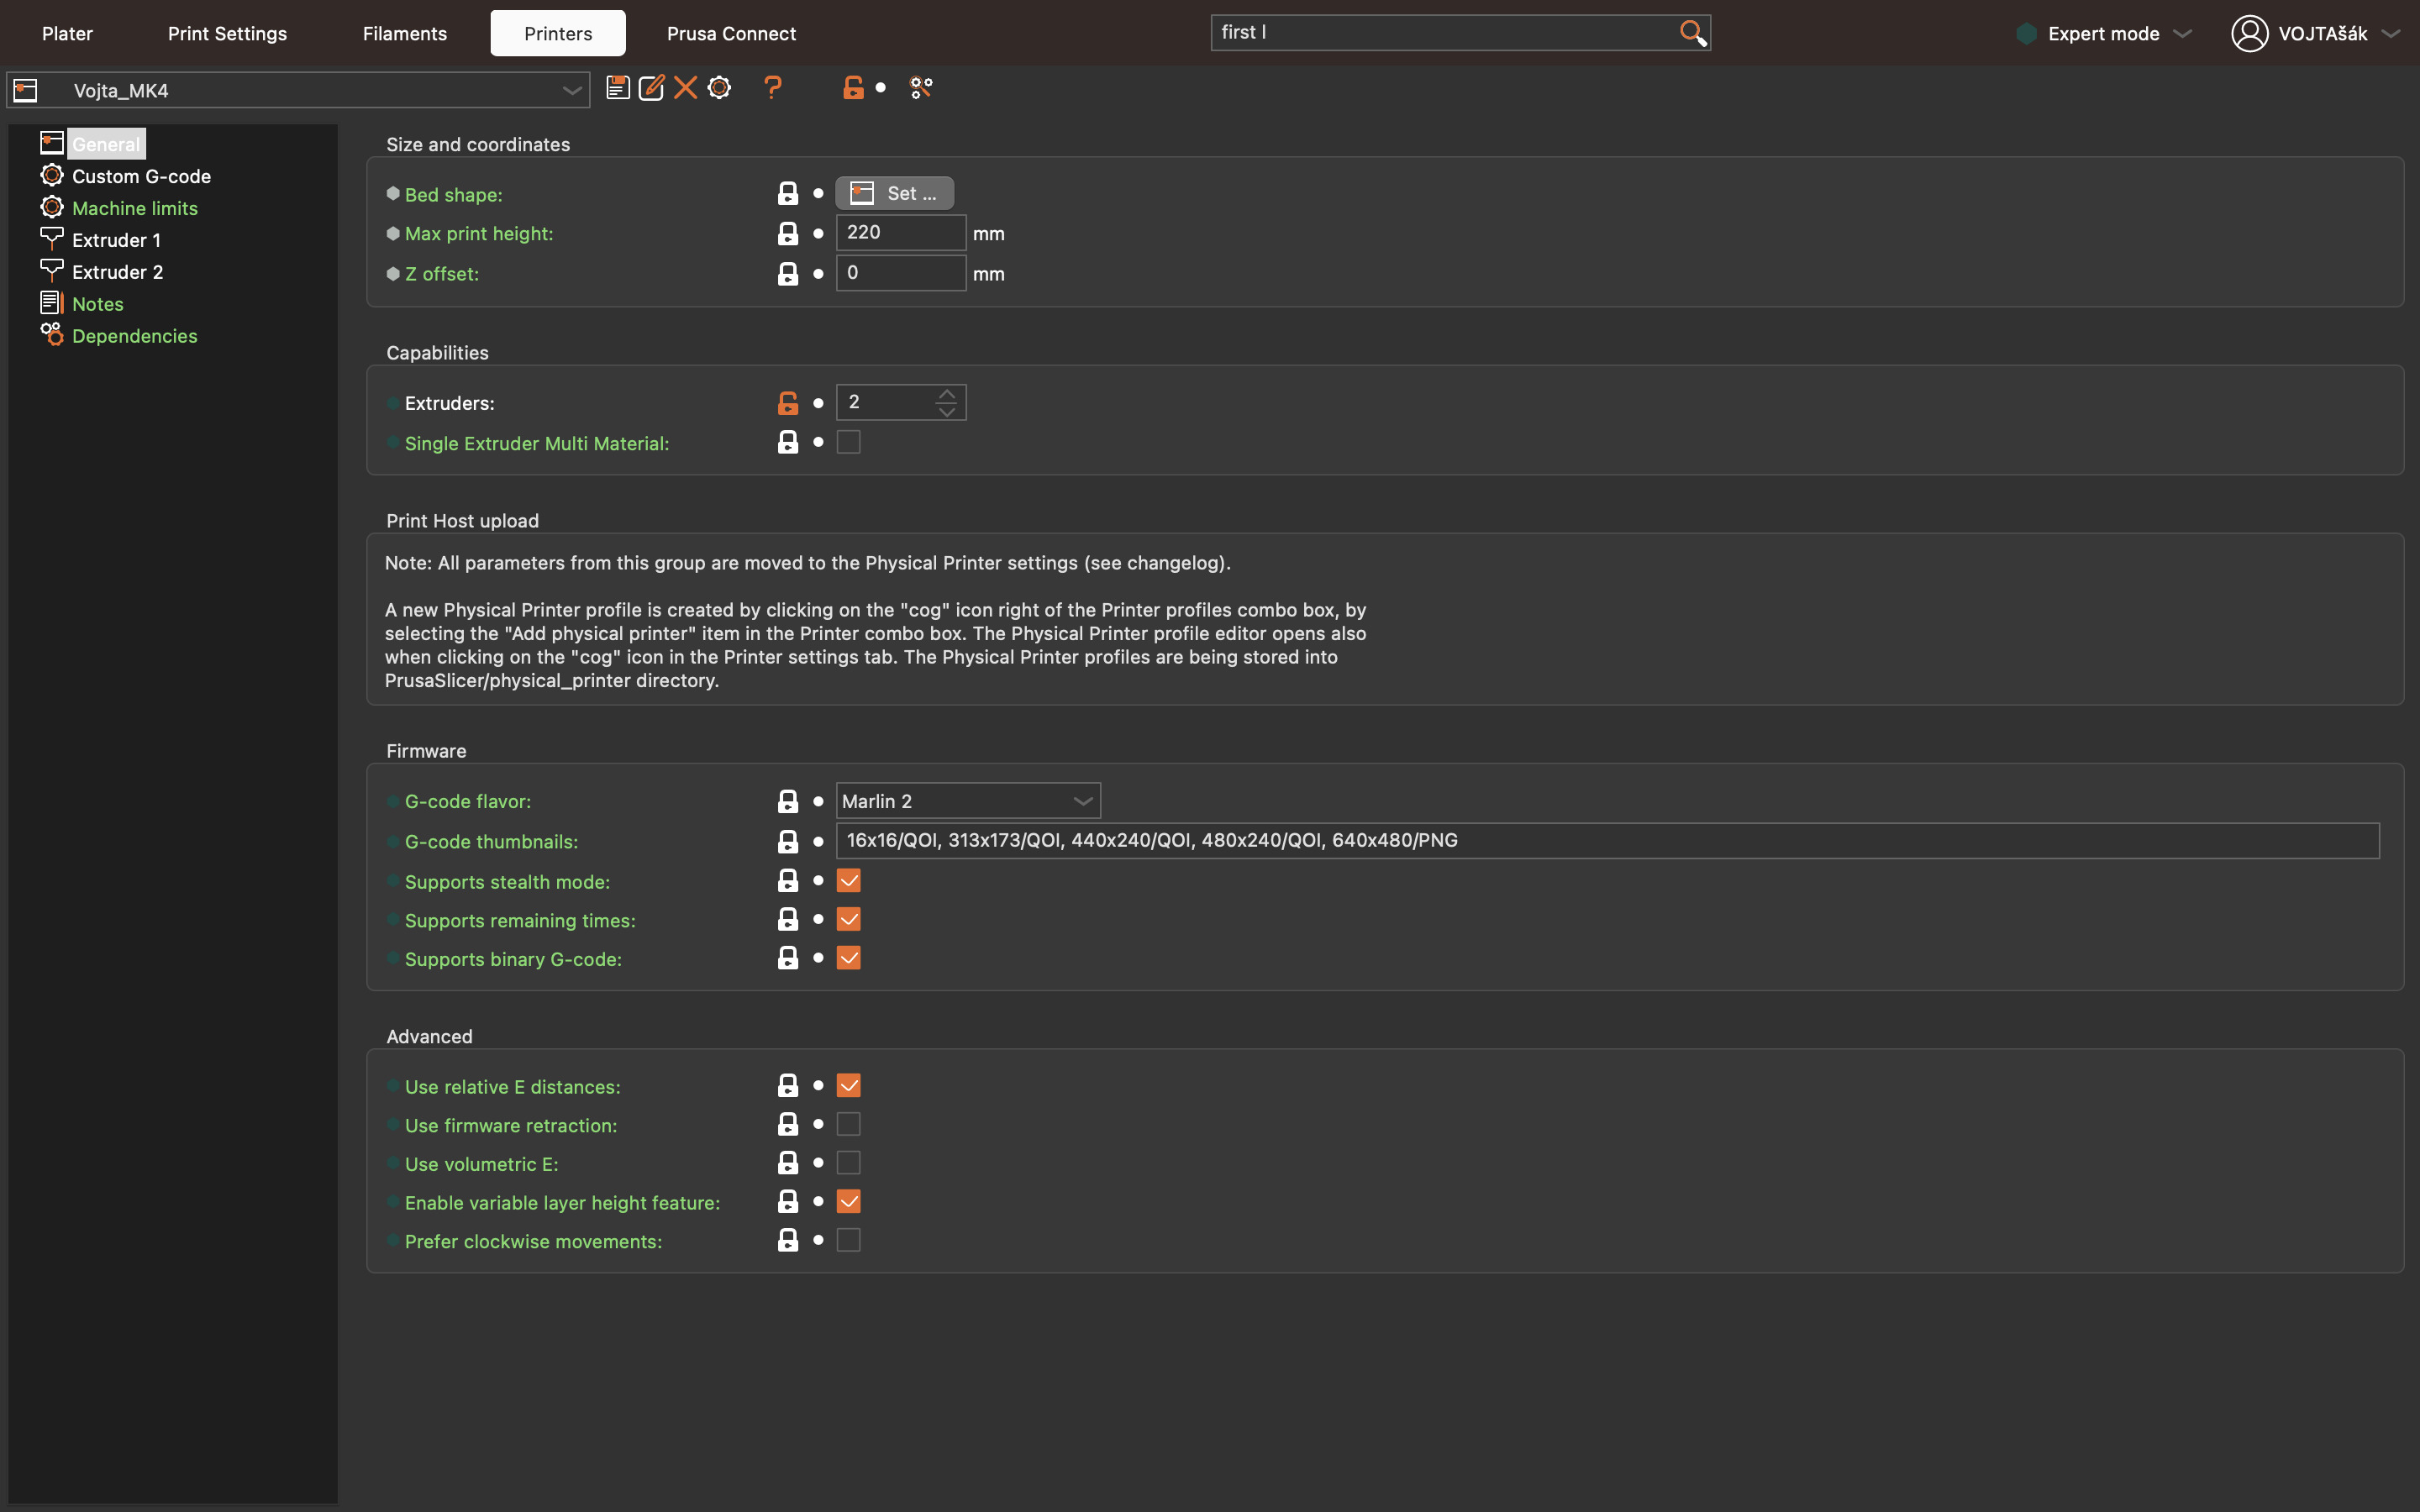 Plater
Print Settings
Filaments
Printers
Prusa Connect
first l
Expert mode
VOJTAšák
Vojta_MK4
General
Custom G-code
Machine limits
Extruder 1
Extruder 2
Notes
Dependencies
Size and coordinates
Bed shape:
Set ...
Max print height:
220
mm
Z offset:
0
mm
Capabilities
Extruders:
2
Single Extruder Multi Material:
Print Host upload
Note: All parameters from this group are moved to the Physical Printer settings (see changelog).
A new Physical Printer profile is created by clicking on the "cog" icon right of the Printer profiles combo box, by
selecting the "Add physical printer" item in the Printer combo box. The Physical Printer profile editor opens also
when clicking on the "cog" icon in the Printer settings tab. The Physical Printer profiles are being stored into
PrusaSlicer/physical_printer directory.
Firmware
G-code flavor:
Marlin 2
G-code thumbnails:
16x16/QOI, 313x173/QOI, 440x240/QOI, 480x240/QOI, 640x480/PNG
Supports stealth mode:
Supports remaining times:
Supports binary G-code:
Advanced
Use relative E distances:
Use firmware retraction:
Use volumetric E:
Enable variable layer height feature:
Prefer clockwise movements: